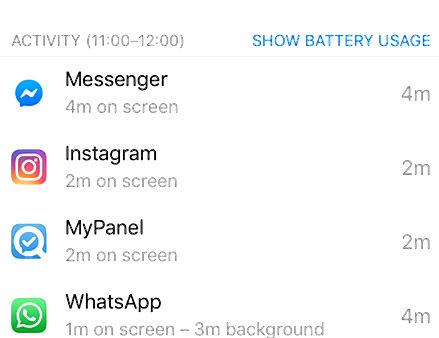 ACTIVITY (11:00–12:00) SHOW BATTERY USAGE
Messenger
4m on screen 4m
Instagram
2m on screen 2m
MyPanel
2m on screen 2m
WhatsApp
1m on screen – 3m background 4m